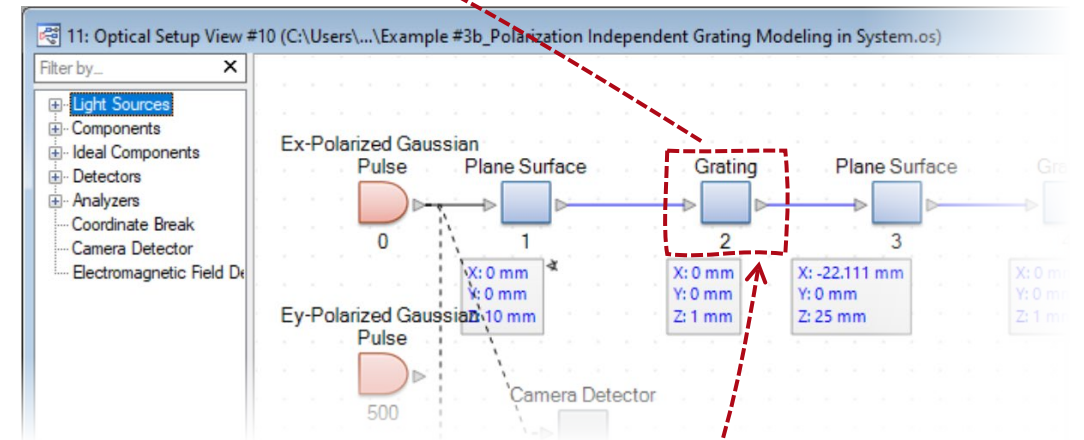 11: Optical Setup View #10 (C:\Users\...\Example #3b_Polarization Independent Grating Modeling in System.os)
Filter by...
X
Light Sources
Components
Ideal Components
Detectors
Analyzers
Coordinate Break
Camera Detector
Electromagnetic Field De
Ex-Polarized Gaussian
Pulse
0
Plane Surface
1
X: 0 mm
Y: 0 mm
Z: 10 mm
Grating
2
X: 0 mm
Y: 0 mm
Z: 1 mm
Plane Surface
3
X: -22.111 mm
Y: 0 mm
Z: 25 mm
X: 0 m
Y: 0 m
Z: 1 m
Ey-Polarized Gaussian
Pulse
500
Camera Detector